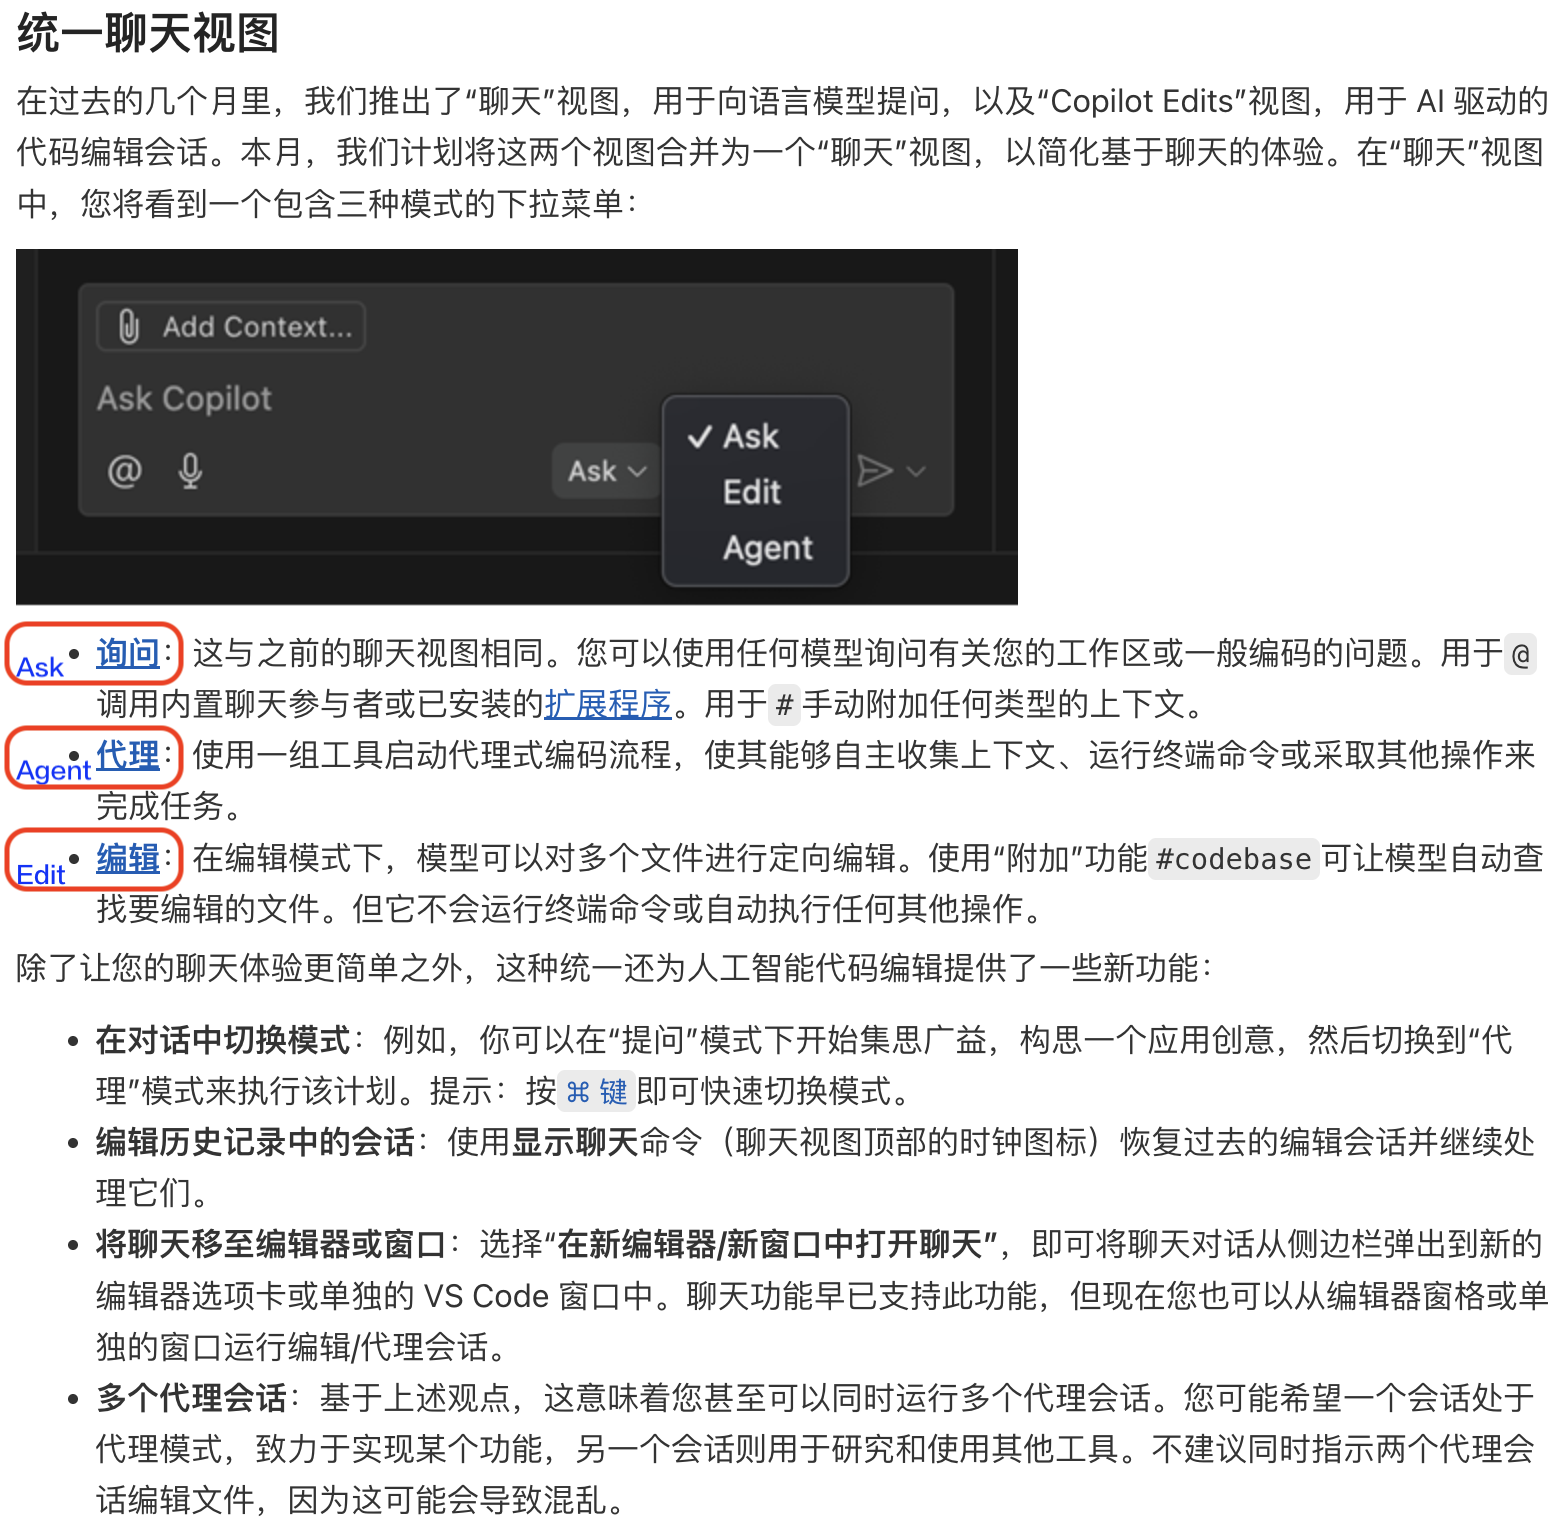 统一聊天视图
在过去的几个月里，我们推出了“聊天”视图，用于向语言模型提问，以及“Copilot Edits”视图，用于 AI 驱动的
代码编辑会话。本月，我们计划将这两个视图合并为一个“聊天”视图，以简化基于聊天的体验。在“聊天”视图
中，您将看到一个包含三种模式的下拉菜单：
Add Context...
Ask Copilot
@
Ask
✓ Ask
Edit
Agent
Ask • 询问：这与之前的聊天视图相同。您可以使用任何模型询问有关您的工作区或一般编码的问题。用于 @
调用内置聊天参与者或已安装的扩展程序。用于 # 手动附加任何类型的上下文。
Agent • 代理：使用一组工具启动代理式编码流程，使其能够自主收集上下文、运行终端命令或采取其他操作来
完成任务。
Edit • 编辑：在编辑模式下，模型可以对多个文件进行定向编辑。使用“附加”功能 #codebase 可让模型自动查
找要编辑的文件。但它不会运行终端命令或自动执行任何其他操作。
除了让您的聊天体验更简单之外，这种统一还为人工智能代码编辑提供了一些新功能：
• 在对话中切换模式：例如，你可以在“提问”模式下开始集思广益，构思一个应用创意，然后切换到“代
理”模式来执行该计划。提示：按 ⌘ 键 即可快速切换模式。
• 编辑历史记录中的会话：使用显示聊天命令（聊天视图顶部的时钟图标）恢复过去的编辑会话并继续处
理它们。
• 将聊天移至编辑器或窗口：选择“在新编辑器/新窗口中打开聊天”，即可将聊天对话从侧边栏弹出到新的
编辑器选项卡或单独的 VS Code 窗口中。聊天功能早已支持此功能，但现在您也可以从编辑器窗格或单
独的窗口运行编辑/代理会话。
• 多个代理会话：基于上述观点，这意味着您甚至可以同时运行多个代理会话。您可能希望一个会话处于
代理模式，致力于实现某个功能，另一个会话则用于研究和使用其他工具。不建议同时指示两个代理会
话编辑文件，因为这可能会导致混乱。